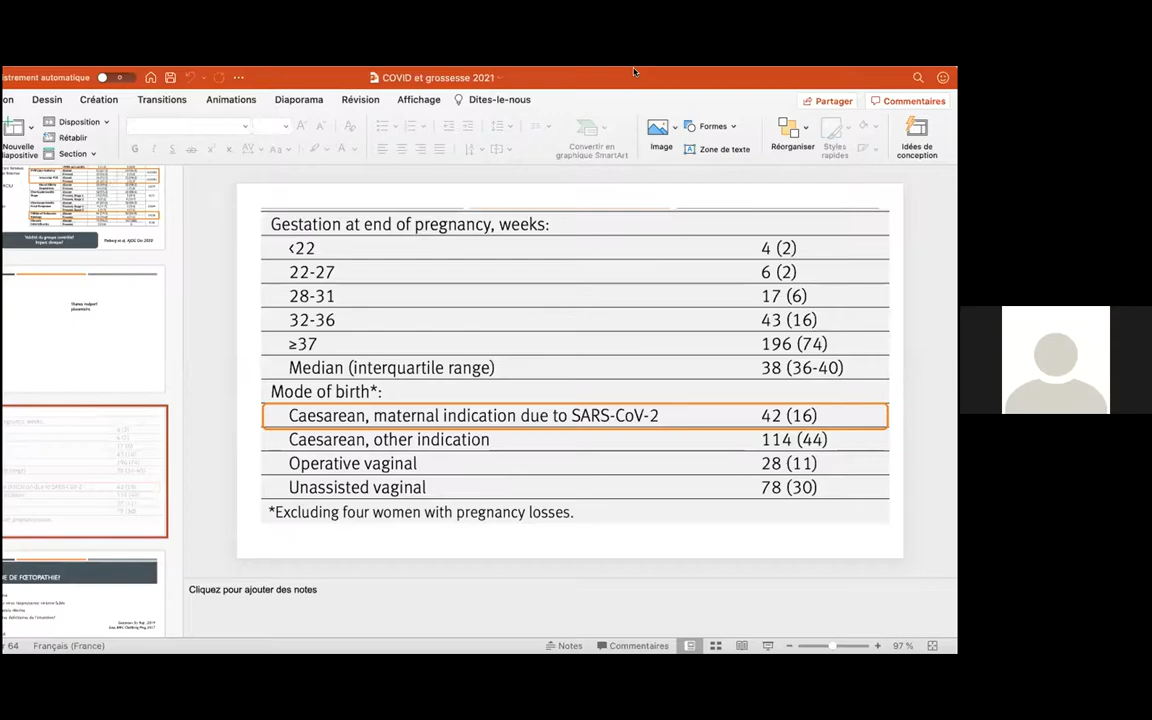 istrement automatique
COVID et grossesse 2021
on Dessin Création Transitions Animations Diaporama Révision Affichage Dites-le-nous
Partager Commentaires
Nouvelle
diapositive
Disposition
Rétablir
Section
G I S
Convertir en
graphique SmartArt
Image
Formes
Zone de texte
Réorganiser
Styles
rapides
Idées de
conception
Gestation at end of pregnancy, weeks:
<22 4 (2)
22-27 6 (2)
28-31 17 (6)
32-36 43 (16)
≥37 196 (74)
Median (interquartile range) 38 (36-40)
Mode of birth*:
Caesarean, maternal indication due to SARS-CoV-2 42 (16)
Caesarean, other indication 114 (44)
Operative vaginal 28 (11)
Unassisted vaginal 78 (30)
*Excluding four women with pregnancy losses.
E DE FŒTOPATHIE?
Cliquez pour ajouter des notes
64 Français (France)
Notes Commentaires 97 %